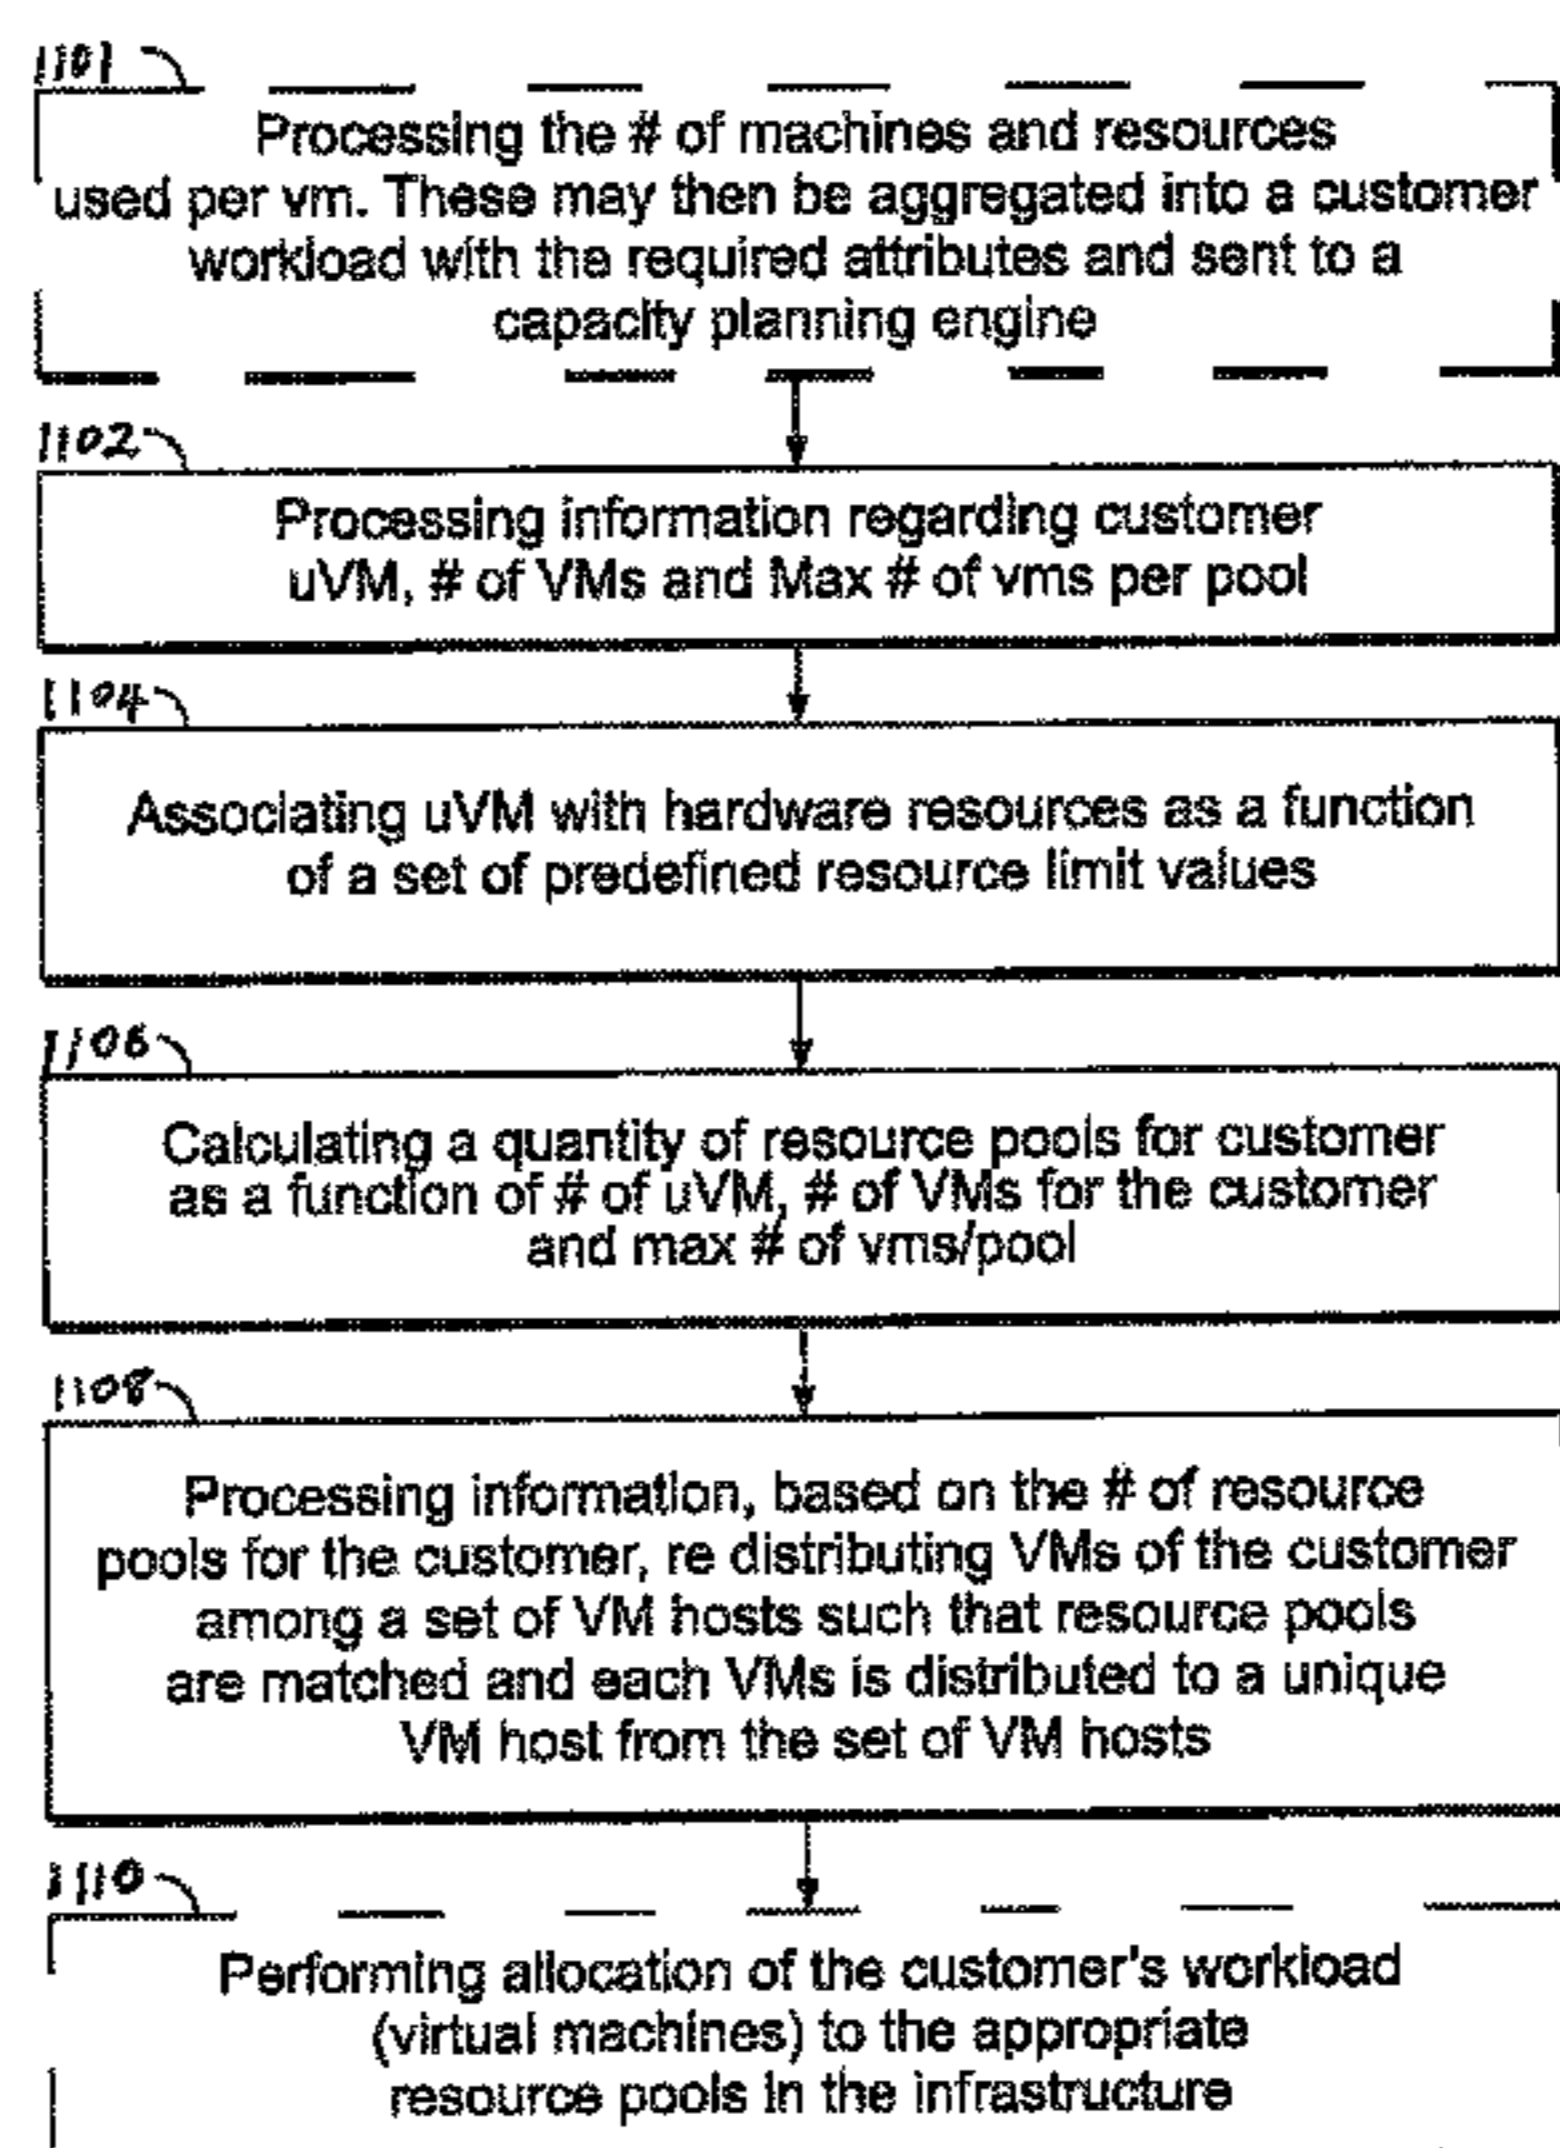 1101
Processing the # of machines and resources
used per vm. These may then be aggregated into a customer
workload with the required attributes and sent to a
capacity planning engine
1102
Processing information regarding customer
uVM, # of VMs and Max # of vms per pool
1104
Associating uVM with hardware resources as a function
of a set of predefined resource limit values
1106
Calculating a quantity of resource pools for customer
as a function of # of uVM, # of VMs for the customer
and max # of vms/pool
1108
Processing information, based on the # of resource
pools for the customer, re distributing VMs of the customer
among a set of VM hosts such that resource pools
are matched and each VMs is distributed to a unique
VM host from the set of VM hosts
1110
Performing allocation of the customer's workload
(virtual machines) to the appropriate
resource pools in the infrastructure